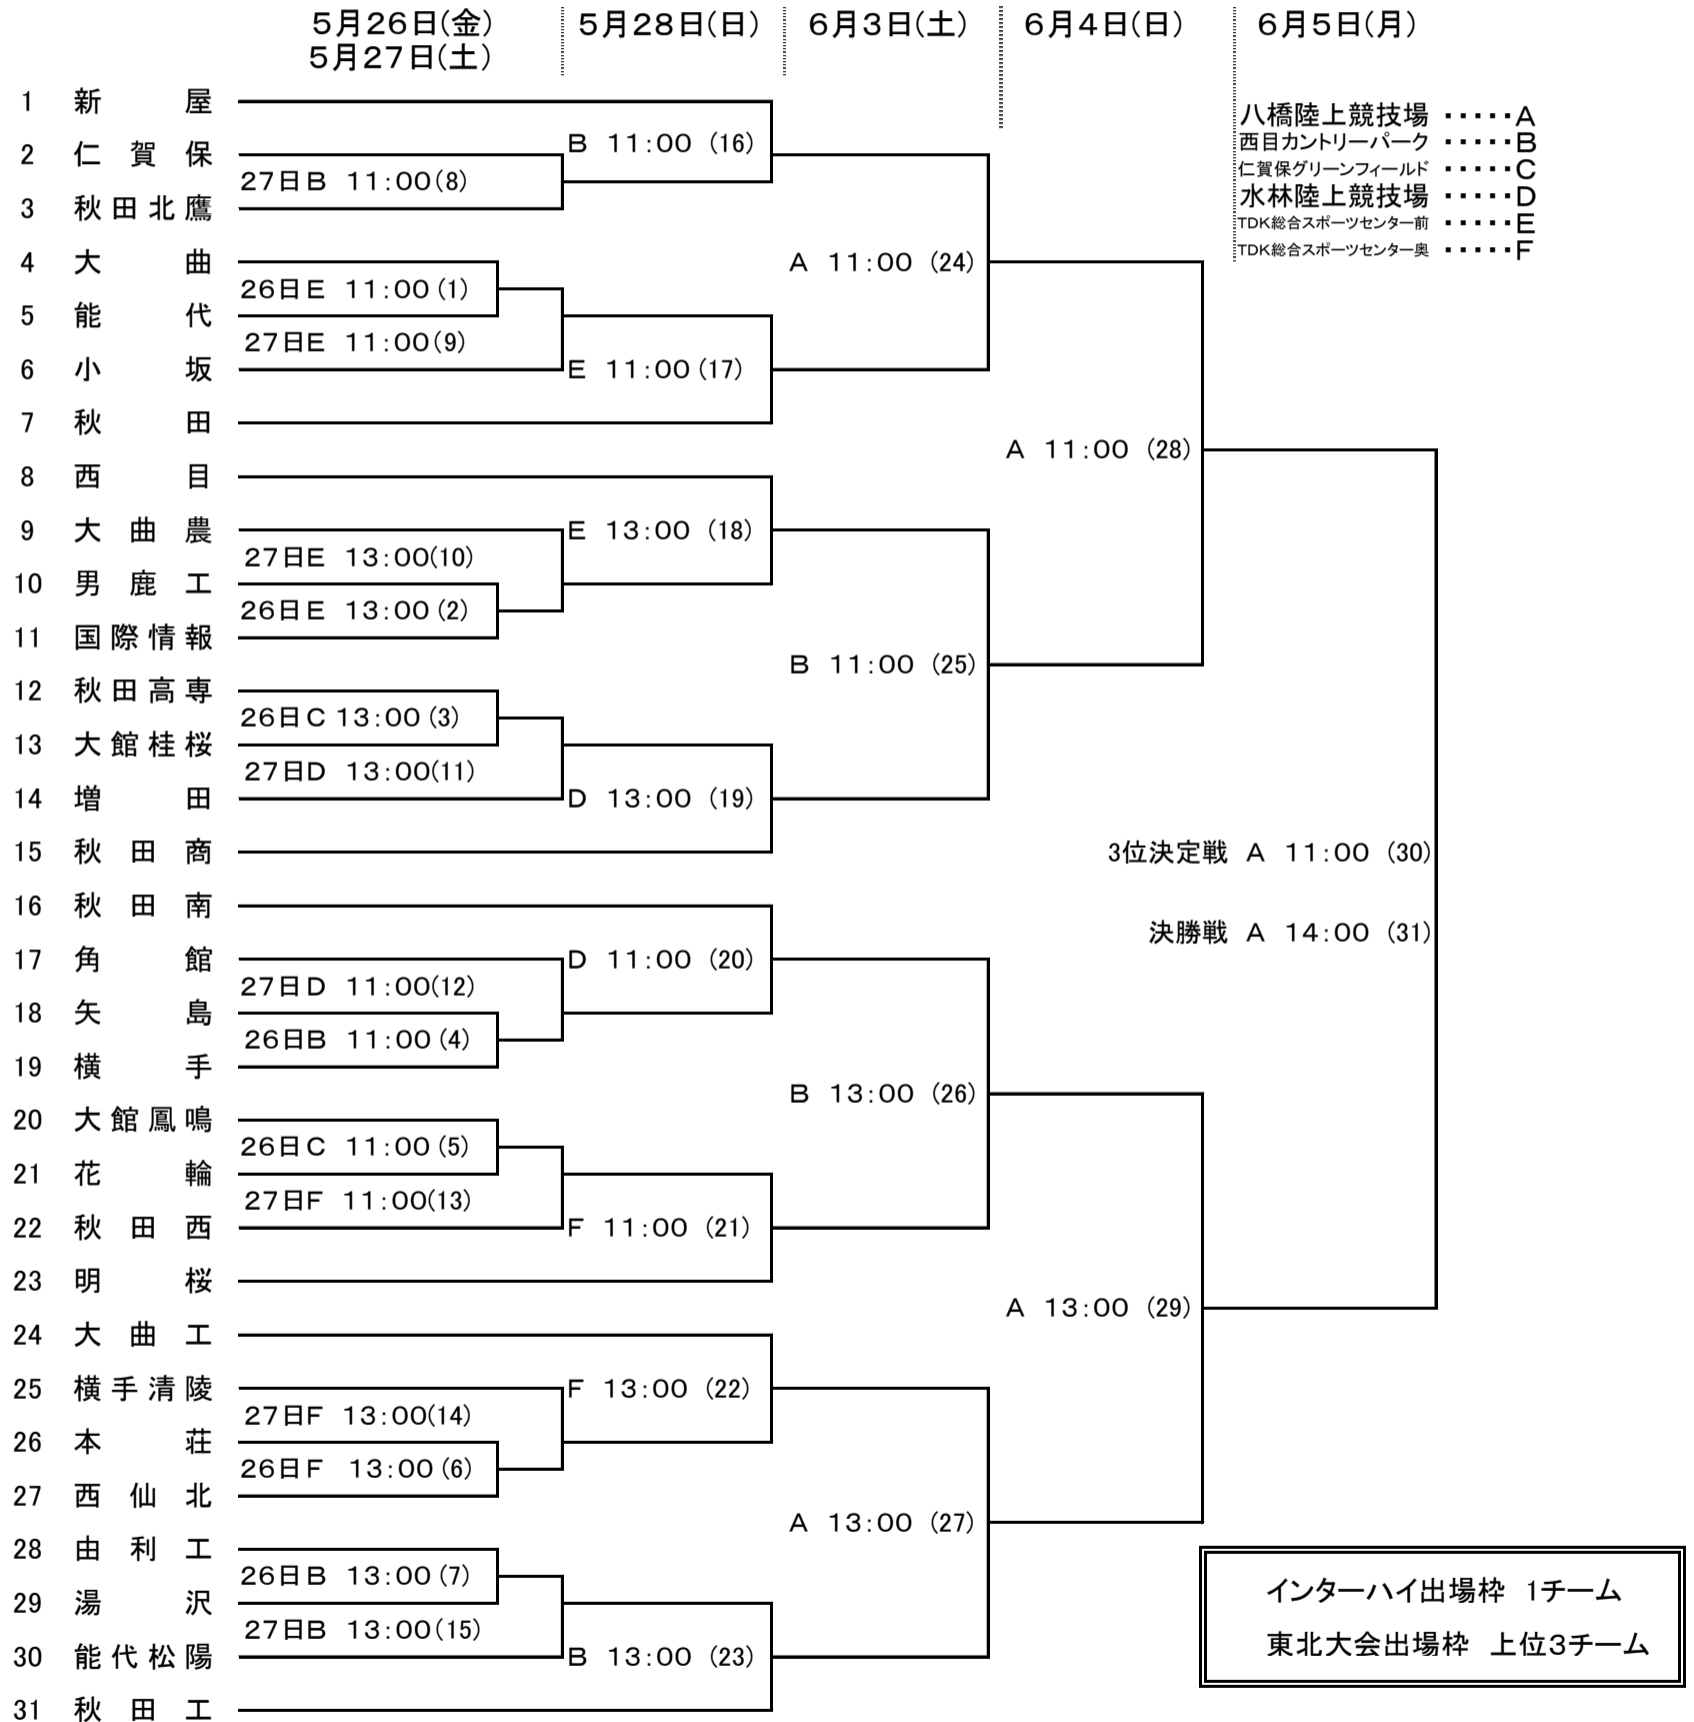 5月26日(金) 5月28日(日) 6月3日(土) 6月4日(日) 6月5日(月)
5月27日(土)
1 新屋
八橋陸上競技場 ・・・・・A
西目カントリーパーク ・・・・・B
仁賀保グリーンフィールド ・・・・・C
水林陸上競技場 ・・・・・D
TDK総合スポーツセンター前 ・・・・・E
TDK総合スポーツセンター奥 ・・・・・F
B 11:00 (16)
2 仁賀保
27日B 11:00(8)
3 秋田北鷹
4 大曲
A 11:00 (24)
26日E 11:00(1)
5 能代
27日E 11:00(9)
6 小坂
E 11:00(17)
7 秋田
A 11:00 (28)
8 西目
9 大曲農
E 13:00 (18)
27日E 13:00(10)
10 男鹿工
26日E 13:00(2)
11 国際情報
B 11:00 (25)
12 秋田高専
26日C 13:00(3)
13 大館桂桜
27日D 13:00(11)
14 増田
D 13:00 (19)
15 秋田商
3位決定戦 A 11:00 (30)
16 秋田南
決勝戦 A 14:00 (31)
17 角館
D 11:00 (20)
27日D 11:00(12)
18 矢島
26日B 11:00(4)
19 横手
B 13:00 (26)
20 大館鳳鳴
26日C 11:00(5)
21 花輪
27日F 11:00(13)
22 秋田西
F 11:00 (21)
23 明桜
A 13:00 (29)
24 大曲工
25 横手清陵
F 13:00 (22)
27日F 13:00(14)
26 本荘
26日F 13:00(6)
27 西仙北
A 13:00 (27)
28 由利工
26日B 13:00(7)
29 湯沢
27日B 13:00(15)
30 能代松陽
B 13:00 (23)
31 秋田工
インターハイ出場枠 1チーム
東北大会出場枠 上位3チーム